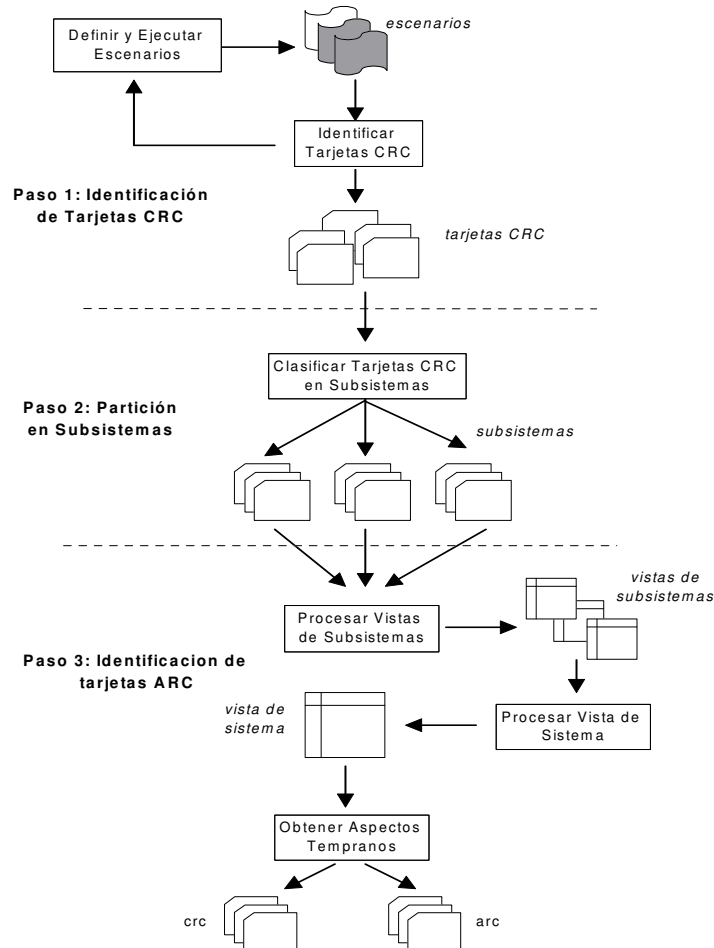 Definir y Ejecutar
Escenarios
escenarios
Identificar
Tarjetas CRC
Paso 1: Identificación
de Tarjetas CRC
tarjetas CRC
Clasificar Tarjetas CRC
en Subsistemas
Paso 2: Partición
en Subsistemas
subsistemas
vistas de
subsistemas
Procesar Vistas
de Subsistemas
Paso 3: Identificacion de
tarjetas ARC
vista de
sistema
Procesar Vista de
Sistema
Obtener Aspectos
Tempranos
crc
arc